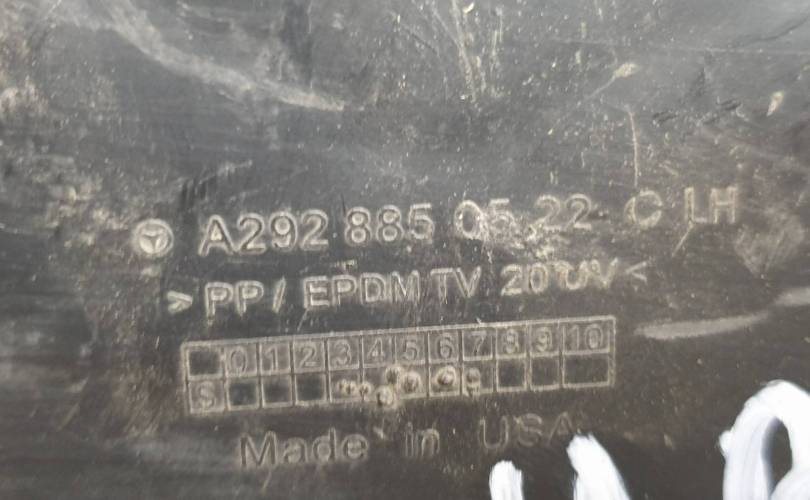 A292 885 05 22 C LH
>PP/ EPDM TV 20 UV<
0 1 2 3 4 5 6 7 8 9 10
S
Made in USA